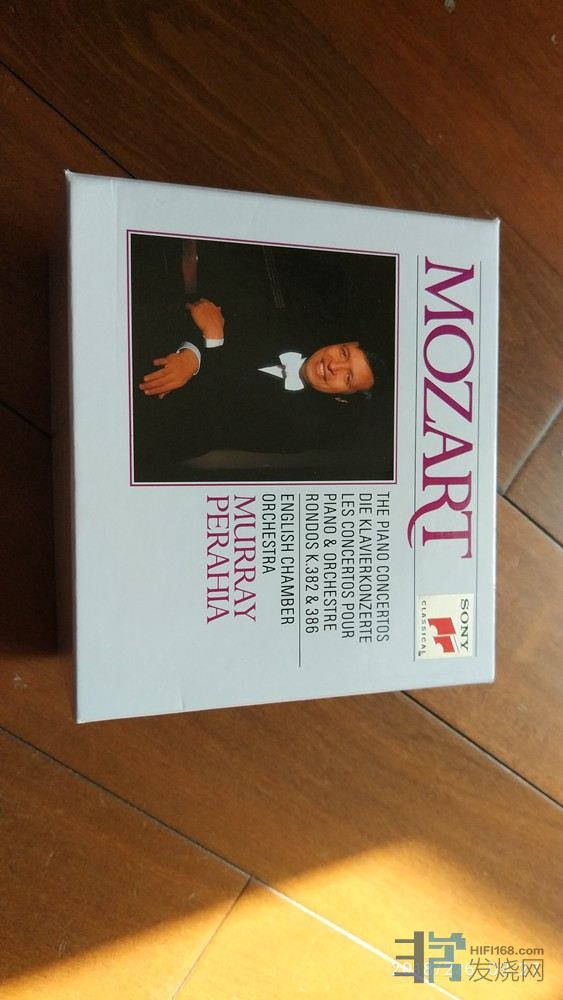 MOZART
SONY
CLASSICAL
THE PIANO CONCERTOS
DIE KLAVIERKONZERTE
LES CONCERTOS POUR
PIANO & ORCHESTRE
RONDOS K.382 & 386
ENGLISH CHAMBER
ORCHESTRA
MURRAY
PERAHIA
HIFI168.com
发烧网